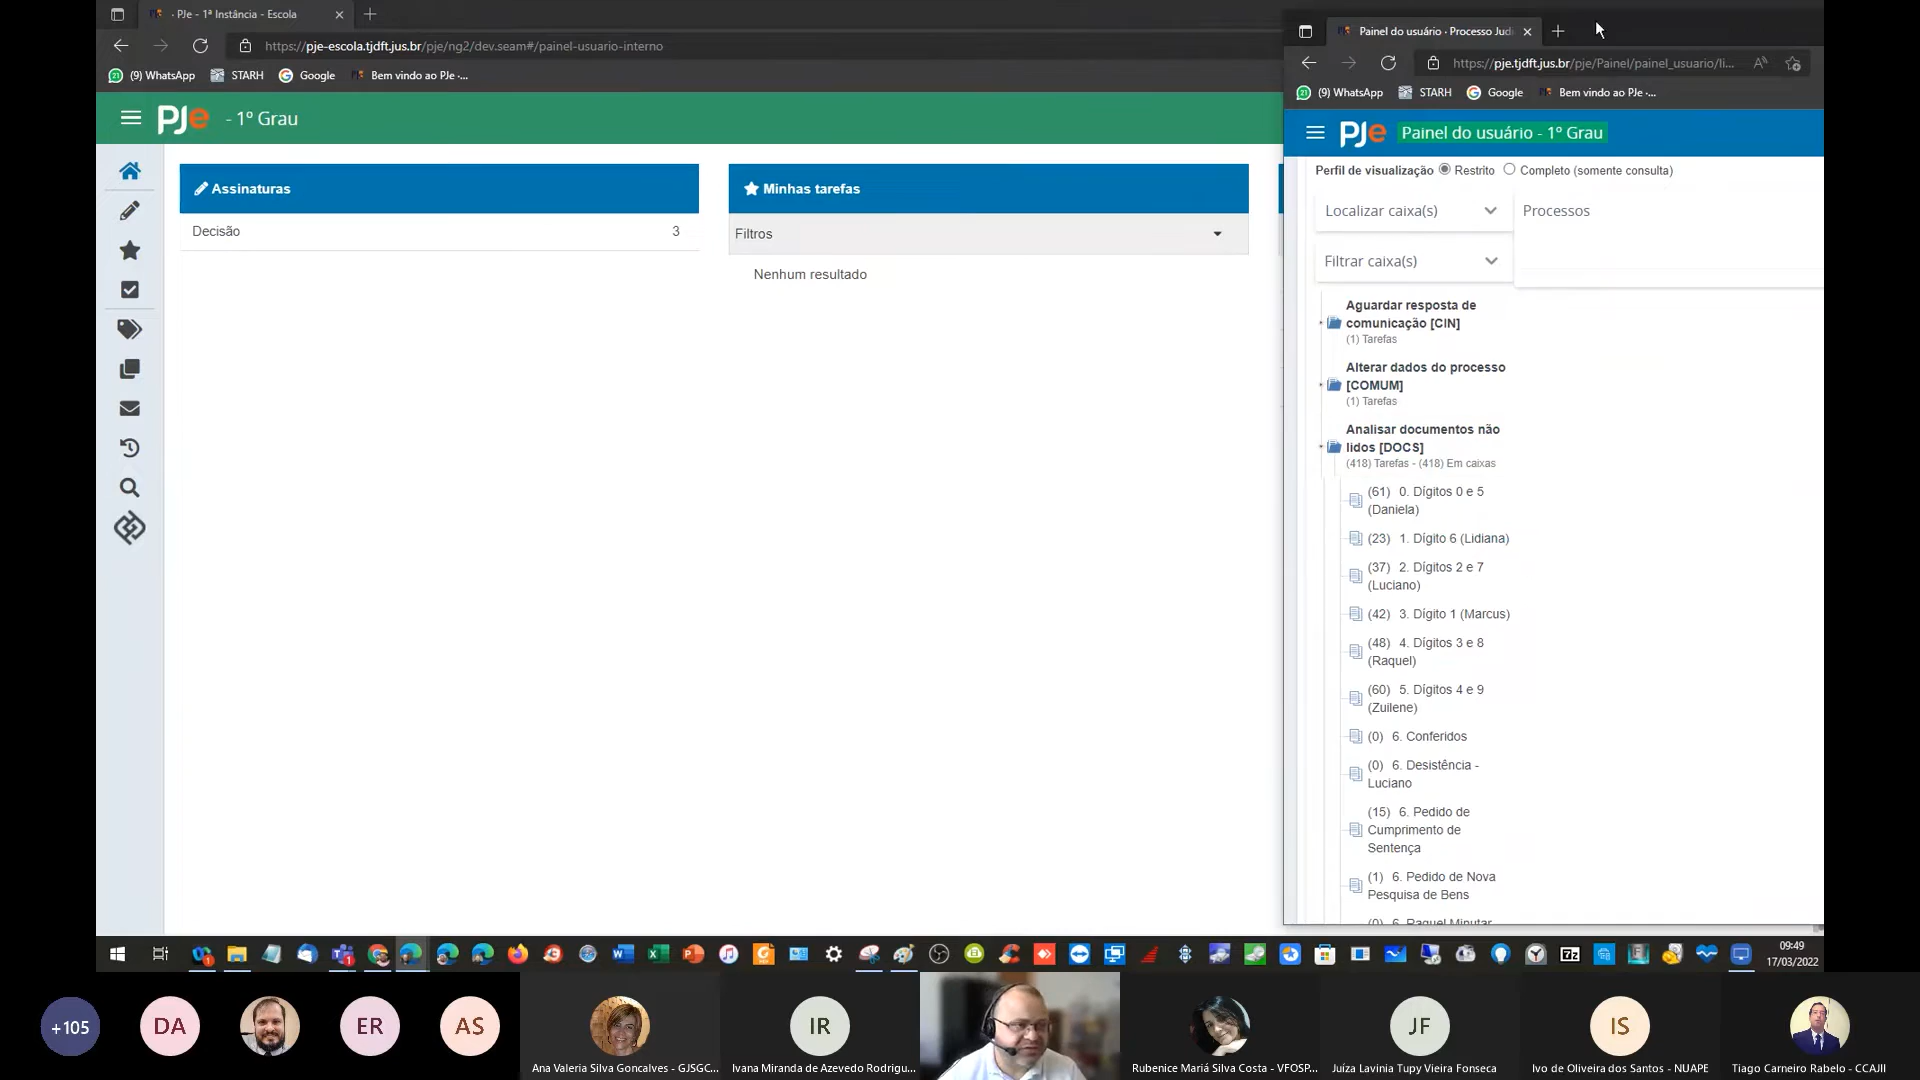 · PJe - 1ª Instância - Escola
https://pje-escola.tjdft.jus.br/pje/ng2/dev.seam#/painel-usuario-interno
(9) WhatsApp
STARH
Google
Bem vindo ao PJe ·...
PJe - 1º Grau
Assinaturas
Decisão 3
Minhas tarefas
Filtros
Nenhum resultado
Painel do usuário · Processo Judi
https://pje.tjdft.jus.br/pje/Painel/painel_usuario/li...
(9) WhatsApp
STARH
Google
Bem vindo ao PJe ·...
PJe Painel do usuário - 1º Grau
Perfil de visualização Restrito Completo (somente consulta)
Localizar caixa(s)
Processos
Filtrar caixa(s)
Aguardar resposta de
comunicação [CIN]
(1) Tarefas
Alterar dados do processo
[COMUM]
(1) Tarefas
Analisar documentos não
lidos [DOCS]
(418) Tarefas - (418) Em caixas
(61) 0. Dígitos 0 e 5
(Daniela)
(23) 1. Dígito 6 (Lidiana)
(37) 2. Dígitos 2 e 7
(Luciano)
(42) 3. Dígito 1 (Marcus)
(48) 4. Dígitos 3 e 8
(Raquel)
(60) 5. Dígitos 4 e 9
(Zuilene)
(0) 6. Conferidos
(0) 6. Desistência -
Luciano
(15) 6. Pedido de
Cumprimento de
Sentença
(1) 6. Pedido de Nova
Pesquisa de Bens
(0) 6. Raquel Minutar
09:49
17/03/2022
+105
DA
ER
AS
IR
JF
IS
Ana Valeria Silva Goncalves - GJSGC...
Ivana Miranda de Azevedo Rodrigu...
Rubenice Mariá Silva Costa - VFOSP...
Juíza Lavinia Tupy Vieira Fonseca
Ivo de Oliveira dos Santos - NUAPE
Tiago Carneiro Rabelo - CCAJII